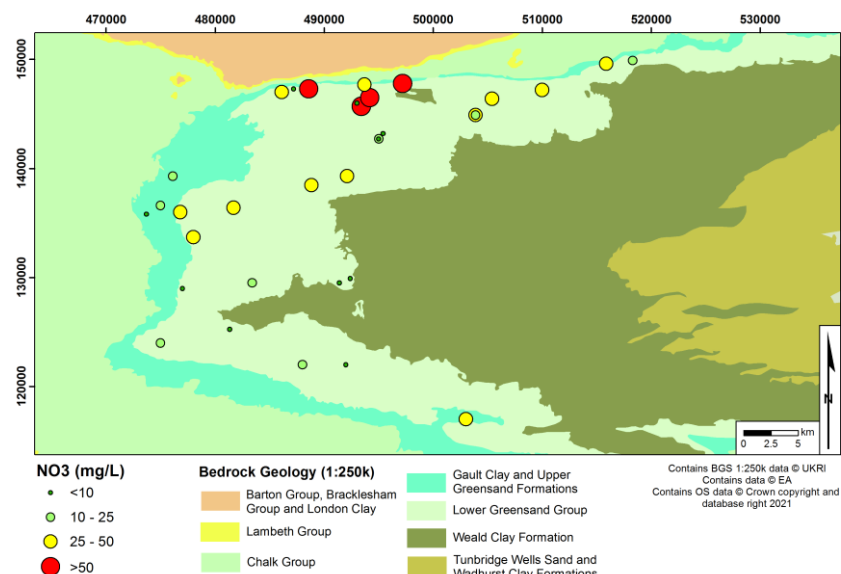 470000 480000 490000 500000 510000 520000 530000
150000
140000
130000
120000
N
km
0 2.5 5
NO3 (mg/L)
<10
10 - 25
25 - 50
>50
Bedrock Geology (1:250k)
Barton Group, Bracklesham
Group and London Clay
Lambeth Group
Chalk Group
Gault Clay and Upper
Greensand Formations
Lower Greensand Group
Weald Clay Formation
Tunbridge Wells Sand and
Wadhurst Clay Formations
Contains BGS 1:250k data © UKRI
Contains data © EA
Contains OS data © Crown copyright and
database right 2021